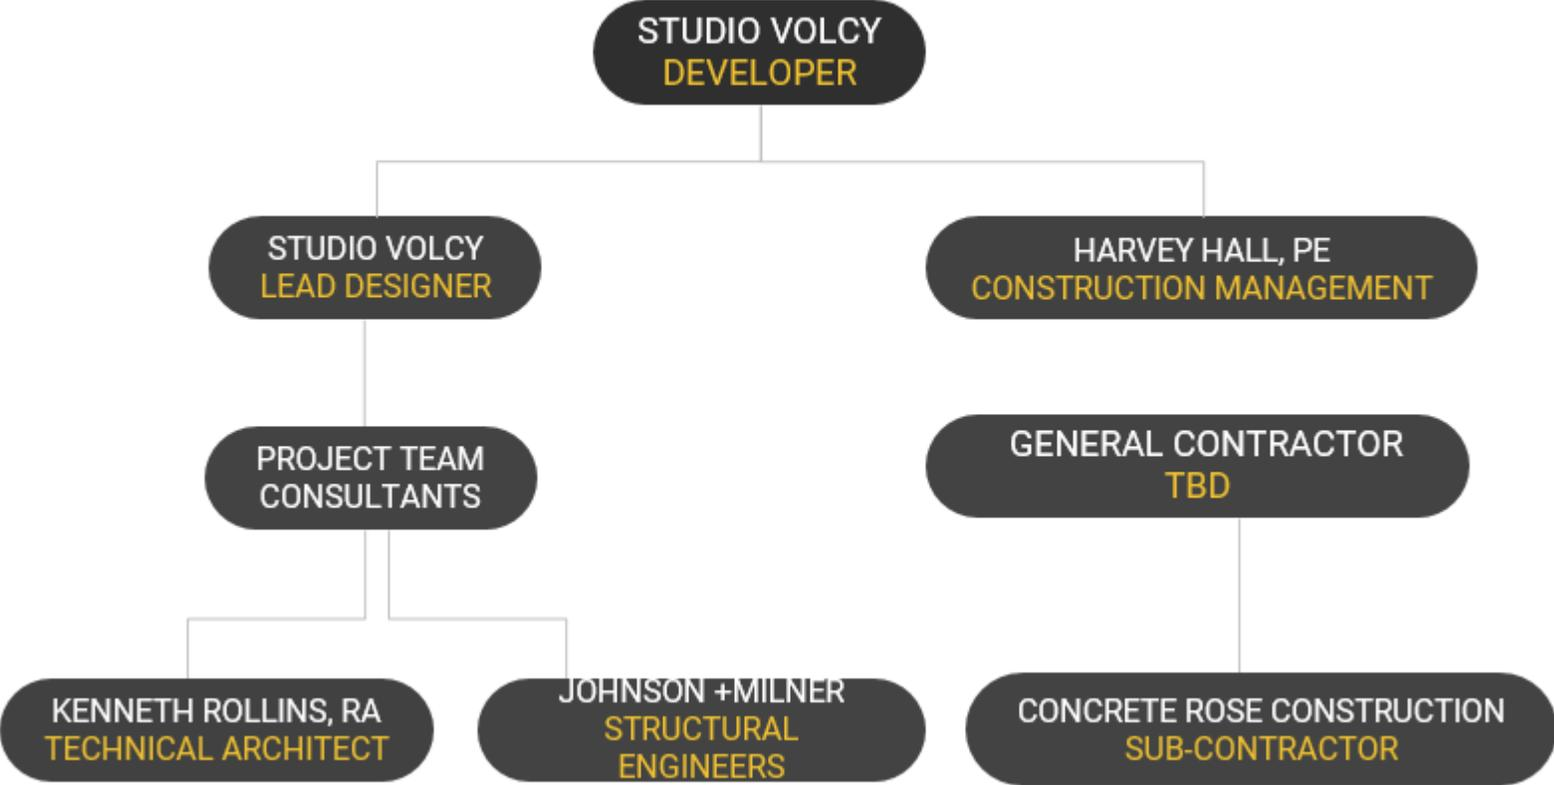 STUDIO VOLCY
DEVELOPER
STUDIO VOLCY
LEAD DESIGNER
HARVEY HALL, PE
CONSTRUCTION MANAGEMENT
PROJECT TEAM
CONSULTANTS
GENERAL CONTRACTOR
TBD
KENNETH ROLLINS, RA
TECHNICAL ARCHITECT
JOHNSON +MILNER
STRUCTURAL
ENGINEERS
CONCRETE ROSE CONSTRUCTION
SUB-CONTRACTOR